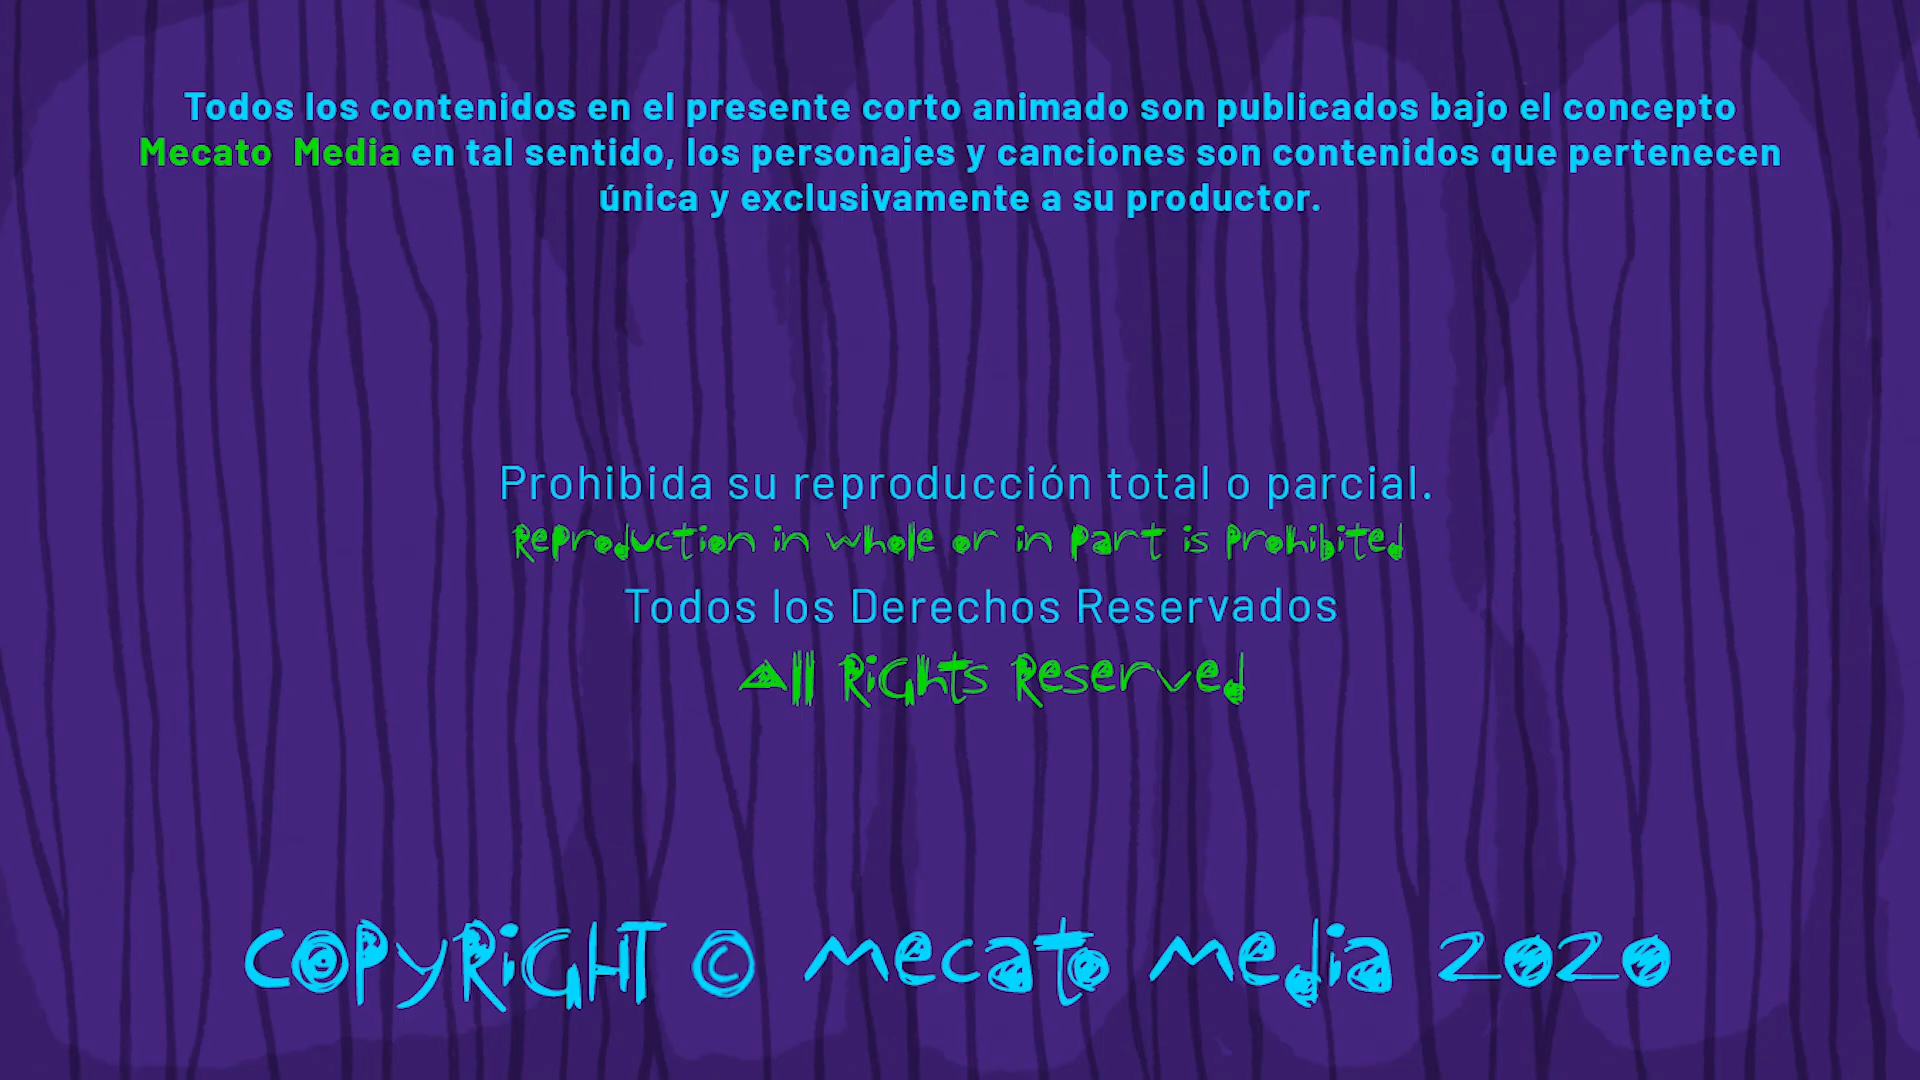 Todos los contenidos en el presente corto animado son publicados bajo el concepto
Mecato Media en tal sentido, los personajes y canciones son contenidos que pertenecen
única y exclusivamente a su productor.
Prohibida su reproducción total o parcial.
Reproduction in whole or in part is prohibited
Todos los Derechos Reservados
All Rights Reserved
COPYRIGHT © mecato media 2020